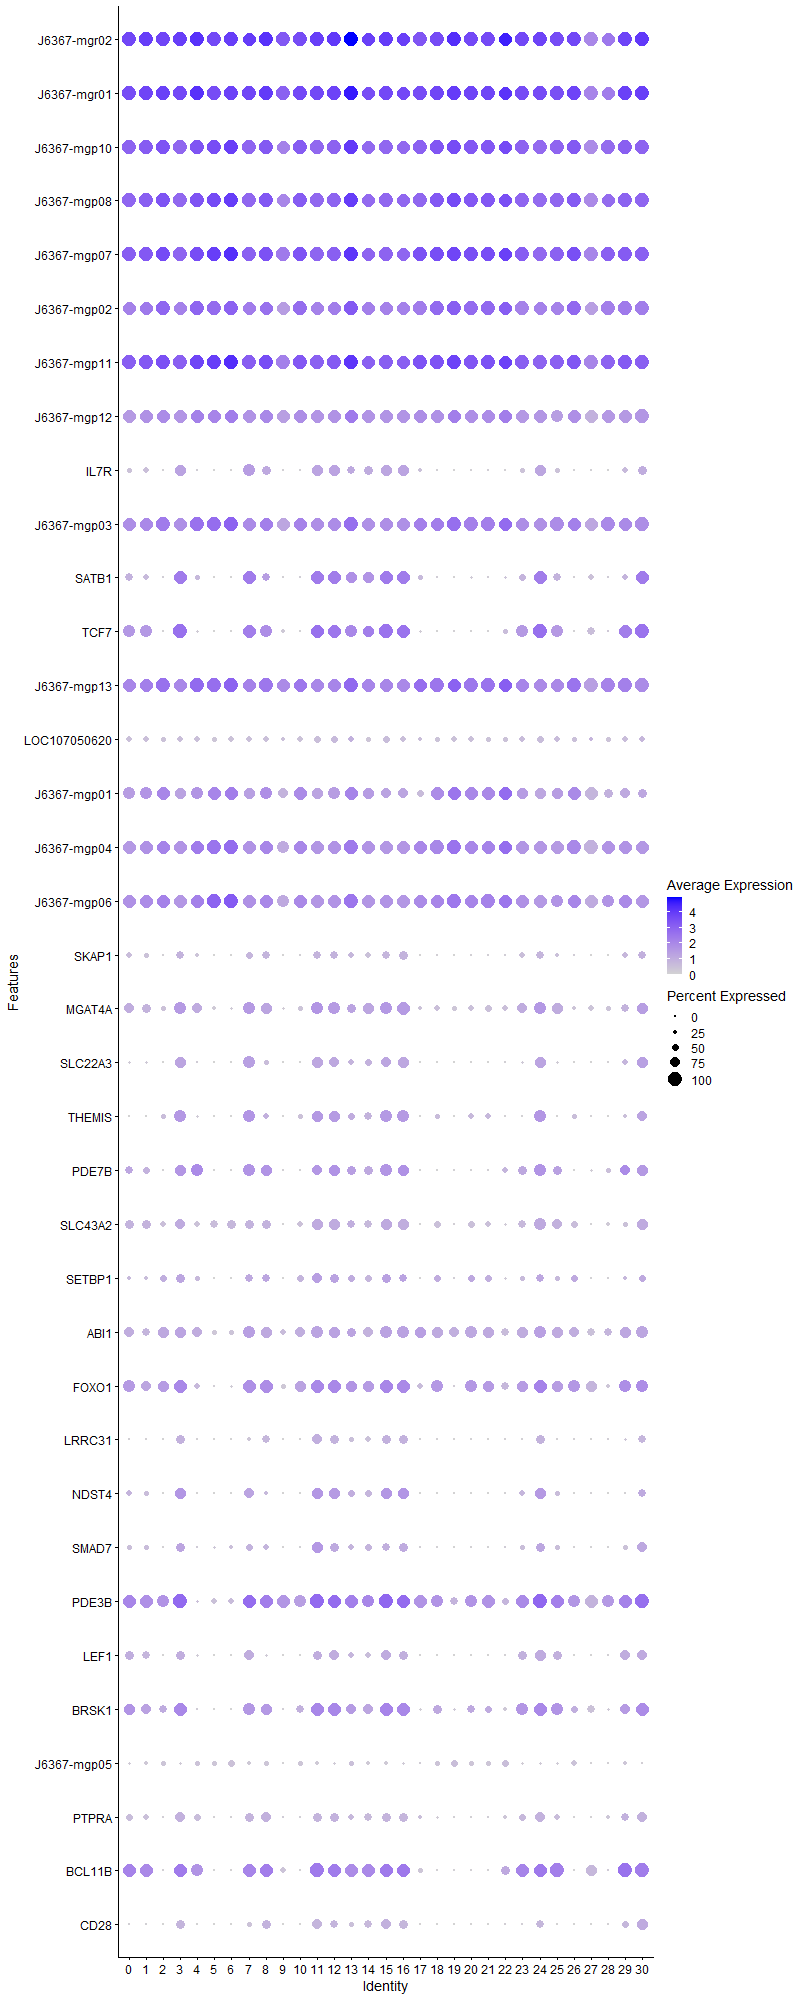 J6367-mgr02
J6367-mgr01
J6367-mgp10
J6367-mgp08
J6367-mgp07
J6367-mgp02
J6367-mgp11
J6367-mgp12
IL7R
J6367-mgp03
SATB1
TCF7
J6367-mgp13
LOC107050620
J6367-mgp01
J6367-mgp04
J6367-mgp06
SKAP1
MGAT4A
SLC22A3
THEMIS
PDE7B
SLC43A2
SETBP1
ABI1
FOXO1
LRRC31
NDST4
SMAD7
PDE3B
LEF1
BRSK1
J6367-mgp05
PTPRA
BCL11B
CD28
Features
0 1 2 3 4 5 6 7 8 9 10 11 12 13 14 15 16 17 18 19 20 21 22 23 24 25 26 27 28 29 30
Identity
Average Expression
4
3
2
1
0
Percent Expressed
0
25
50
75
100